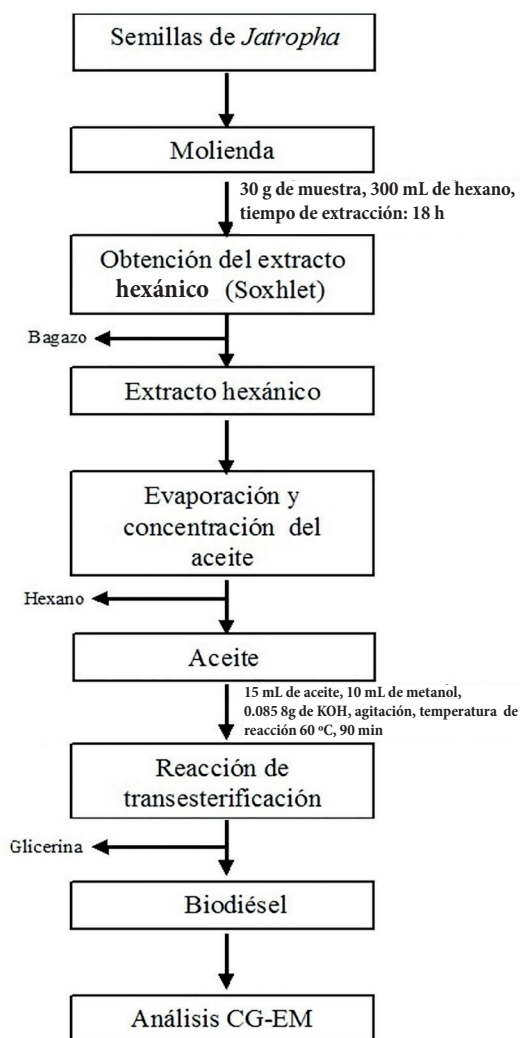 Semillas de Jatropha
Molienda
30 g de muestra, 300 mL de hexano,
tiempo de extracción: 18 h
Obtención del extracto
hexánico (Soxhlet)
Bagazo
Extracto hexánico
Evaporación y
concentración del
aceite
Hexano
Aceite
15 mL de aceite, 10 mL de metanol,
0.085 8g de KOH, agitación, temperatura de
reacción 60 ºC, 90 min
Reacción de
transesterificación
Glicerina
Biodiésel
Análisis CG-EM